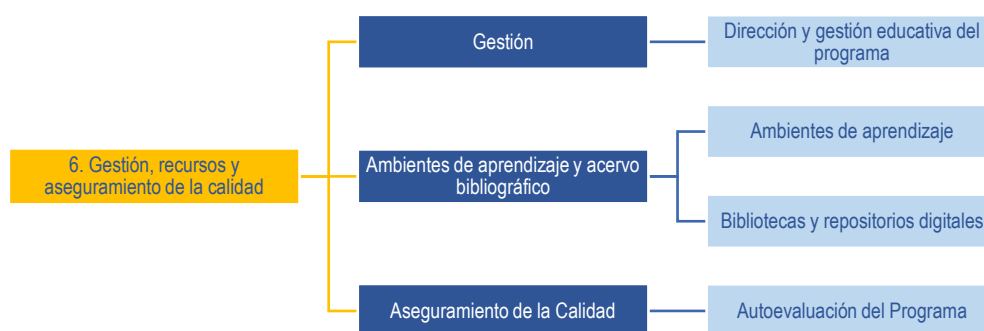 Gestión
Dirección y gestión educativa del
programa
6. Gestión, recursos y
aseguramiento de la calidad
Ambientes de aprendizaje y acervo
bibliográfico
Ambientes de aprendizaje
Bibliotecas y repositorios digitales
Aseguramiento de la Calidad
Autoevaluación del Programa